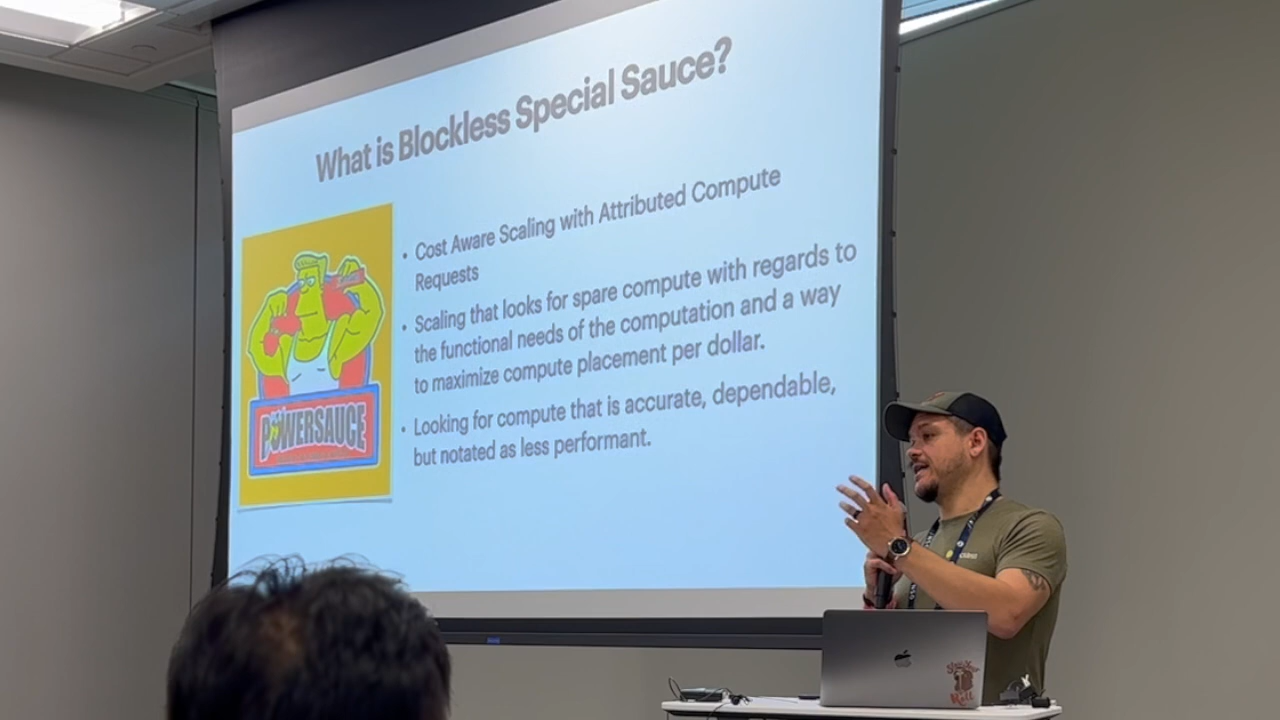 What is Blockless Special Sauce?
• Cost Aware Scaling with Attributed Compute
Requests
• Scaling that looks for spare compute with regards to
the functional needs of the computation and a way
to maximize compute placement per dollar.
• Looking for compute that is accurate, dependable,
but notated as less performant.
POWERSAUCE